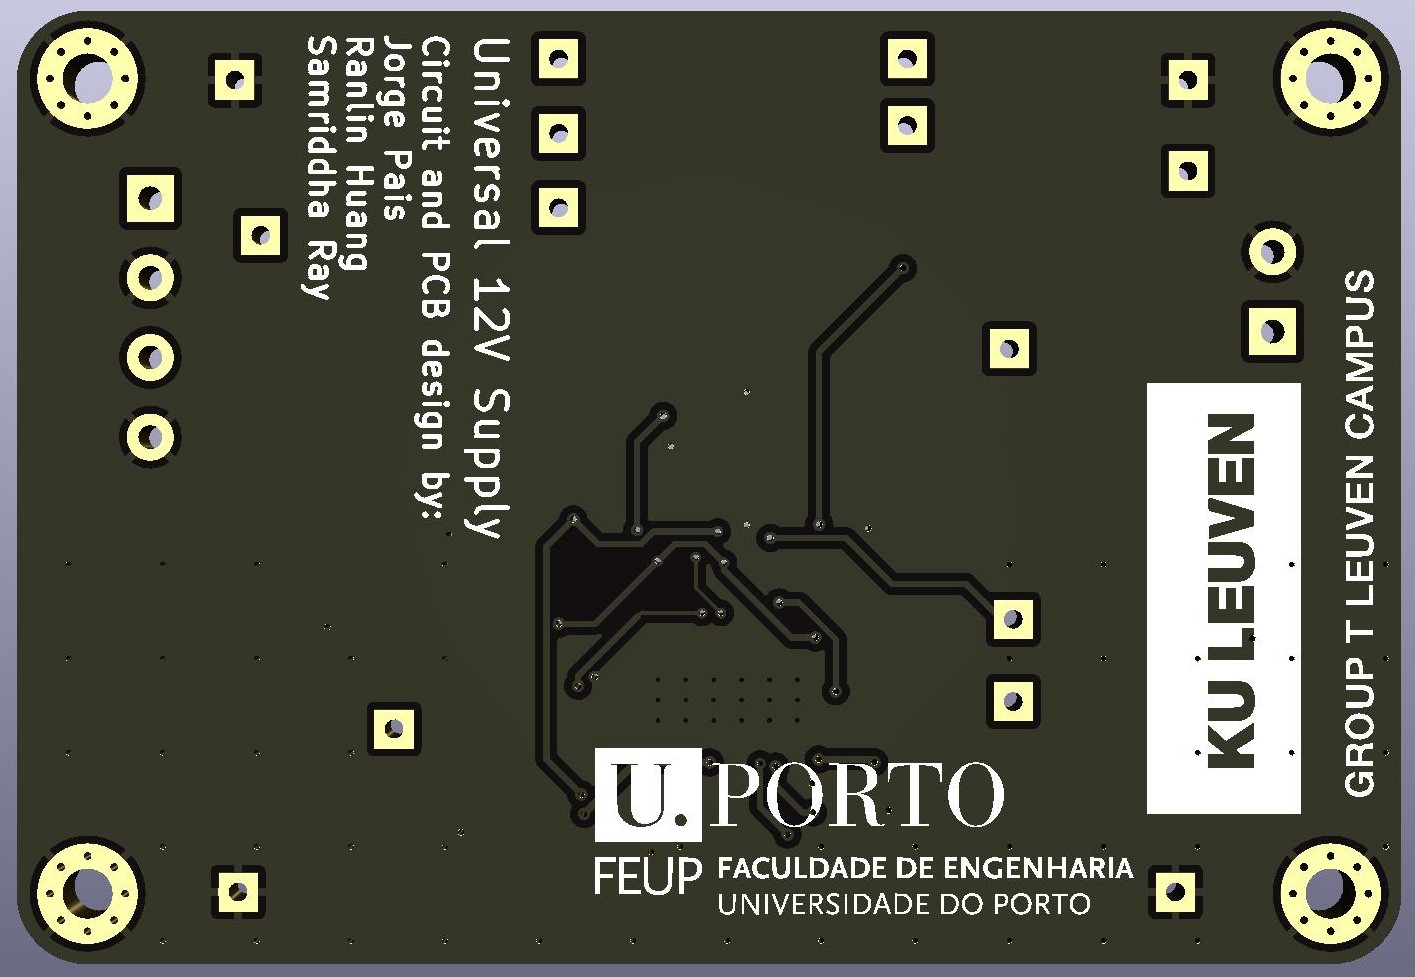 Universal 12V Supply
Circuit and PCB design by:
Jorge Pais
Ranlin Huang
Samriddha Ray
KU LEUVEN
GROUP T LEUVEN CAMPUS
U.PORTO
FEUP FACULDADE DE ENGENHARIA
UNIVERSIDADE DO PORTO